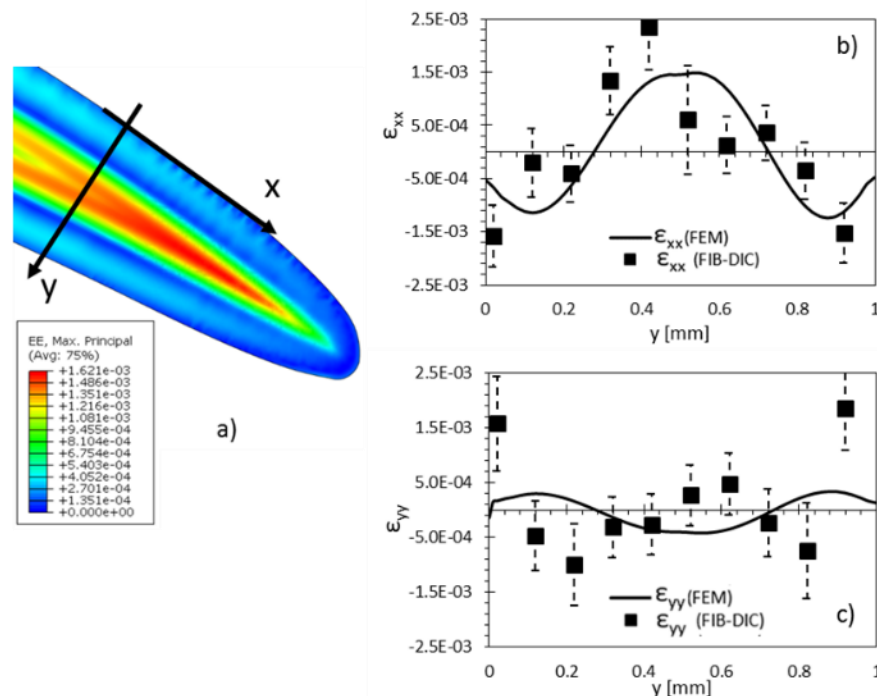 x
y
EE, Max. Principal
(Avg: 75%)
+1.621e-03
+1.486e-03
+1.351e-03
+1.216e-03
+1.081e-03
+9.455e-04
+8.104e-04
+6.754e-04
+5.403e-04
+4.052e-04
+2.701e-04
+1.351e-04
+0.000e+00
a)
b)
2.5E-03
1.5E-03
5.0E-04
-5.0E-04
-1.5E-03
-2.5E-03
εxx
εxx (FEM)
εxx (FIB-DIC)
0 0.2 0.4 0.6 0.8 1
y [mm]
2.5E-03
1.5E-03
5.0E-04
-5.0E-04
-1.5E-03
-2.5E-03
εyy
εyy (FEM)
εyy (FIB-DIC)
c)
0 0.2 0.4 0.6 0.8 1
y [mm]